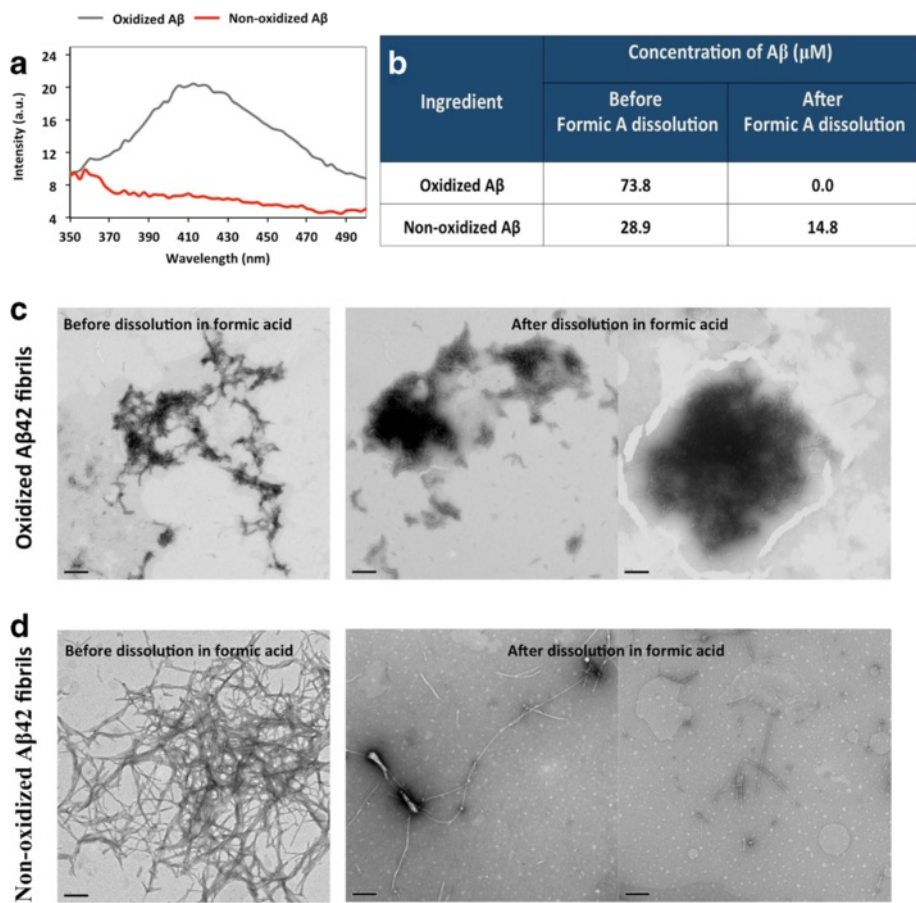 Oxidized Aβ Non-oxidized Aβ
a
24
20
16
12
8
4
Intensity (a.u.)
350 370 390 410 430 450 470 490
Wavelength (nm)
b
Ingredient
Concentration of Aβ (μM)
Before
Formic A dissolution
After
Formic A dissolution
Oxidized Aβ 73.8 0.0
Non-oxidized Aβ 28.9 14.8
c
Oxidized Aβ42 fibrils
Before dissolution in formic acid
After dissolution in formic acid
d
Non-oxidized Aβ42 fibrils
Before dissolution in formic acid
After dissolution in formic acid